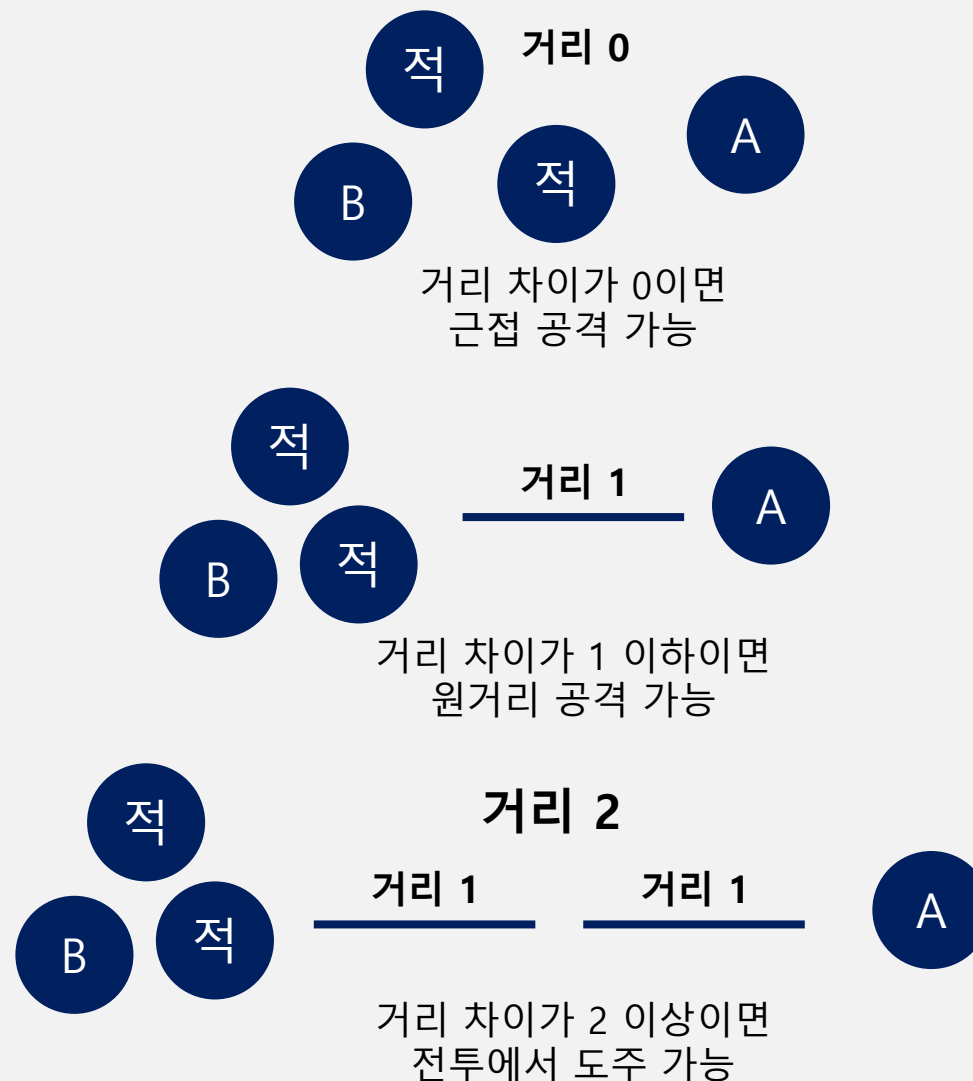 적
거리 0
A
적
B
거리 차이가 0이면
근접 공격 가능
적
거리 1
A
적
B
거리 차이가 1 이하이면
원거리 공격 가능
거리 2
적
거리 1
거리 1
A
적
B
거리 차이가 2 이상이면
전투에서 도주 가능